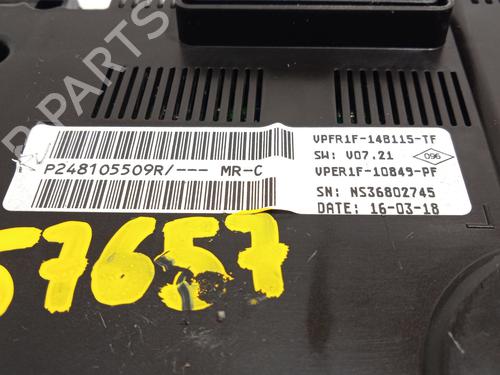 VPFR1F-14B115-TF
SW: V07.21
096
P248105509R/--- MR-C
VPER1F-10849-PF
SN: NS36802745
DATE: 16-03-18
57657
B-PARTS